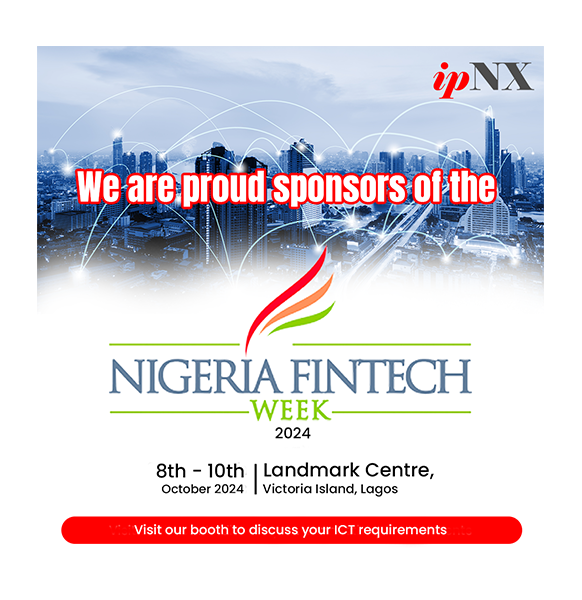 ipNX
We are proud sponsors of the
NIGERIA FINTECH
WEEK
2024
8th - 10th
October 2024
Landmark Centre,
Victoria Island, Lagos
Visit our booth to discuss your ICT requirements